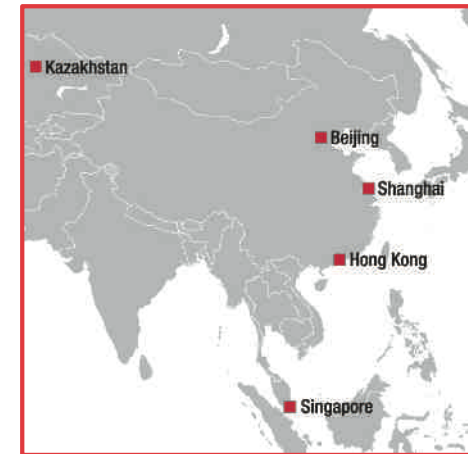 Kazakhstan
Beijing
Shanghai
Hong Kong
Singapore